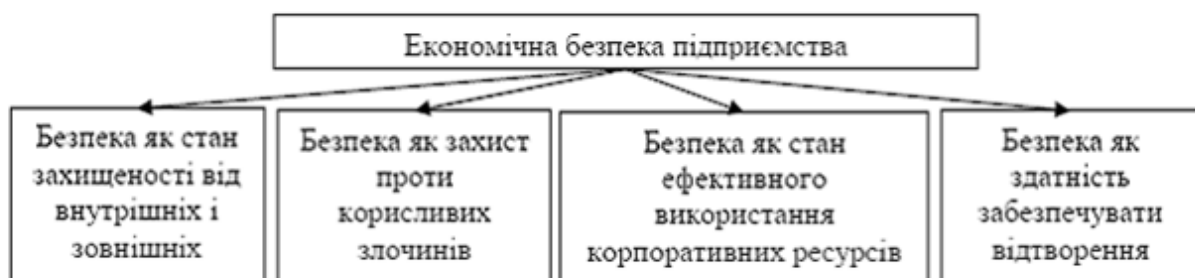 Економічна безпека підприємства
Безпека як стан
захищеності від
внутрішніх і
зовнішніх
Безпека як захист
проти
корисливих
злочинів
Безпека як стан
ефективного
використання
корпоративних ресурсів
Безпека як
здатність
забезпечувати
відтворення